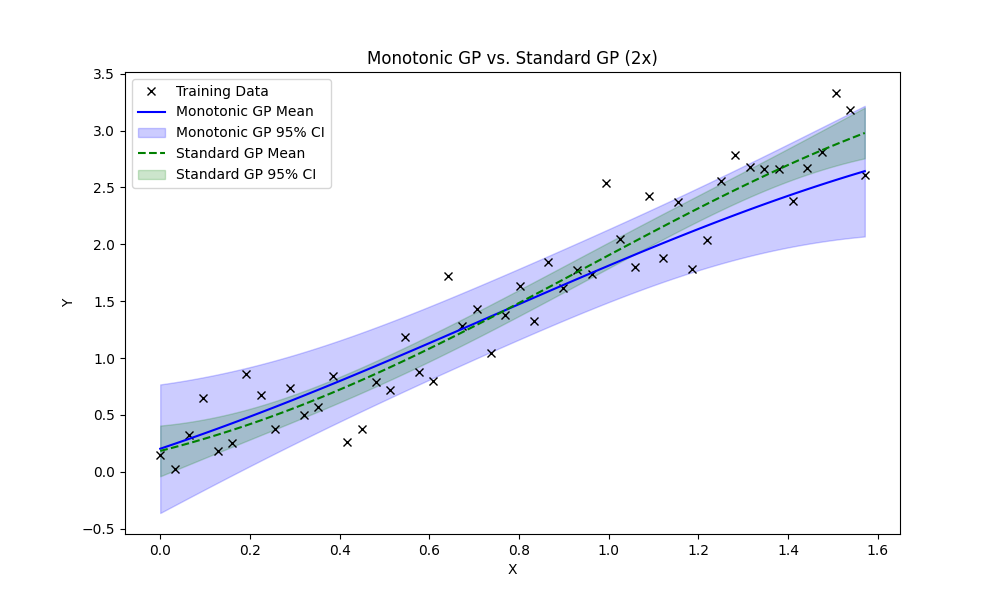 Monotonic GP vs. Standard GP (2x)
Training Data
Monotonic GP Mean
Monotonic GP 95% CI
Standard GP Mean
Standard GP 95% CI
3.5
3.0
2.5
2.0
1.5
1.0
0.5
0.0
−0.5
Y
0.0 0.2 0.4 0.6 0.8 1.0 1.2 1.4 1.6
X